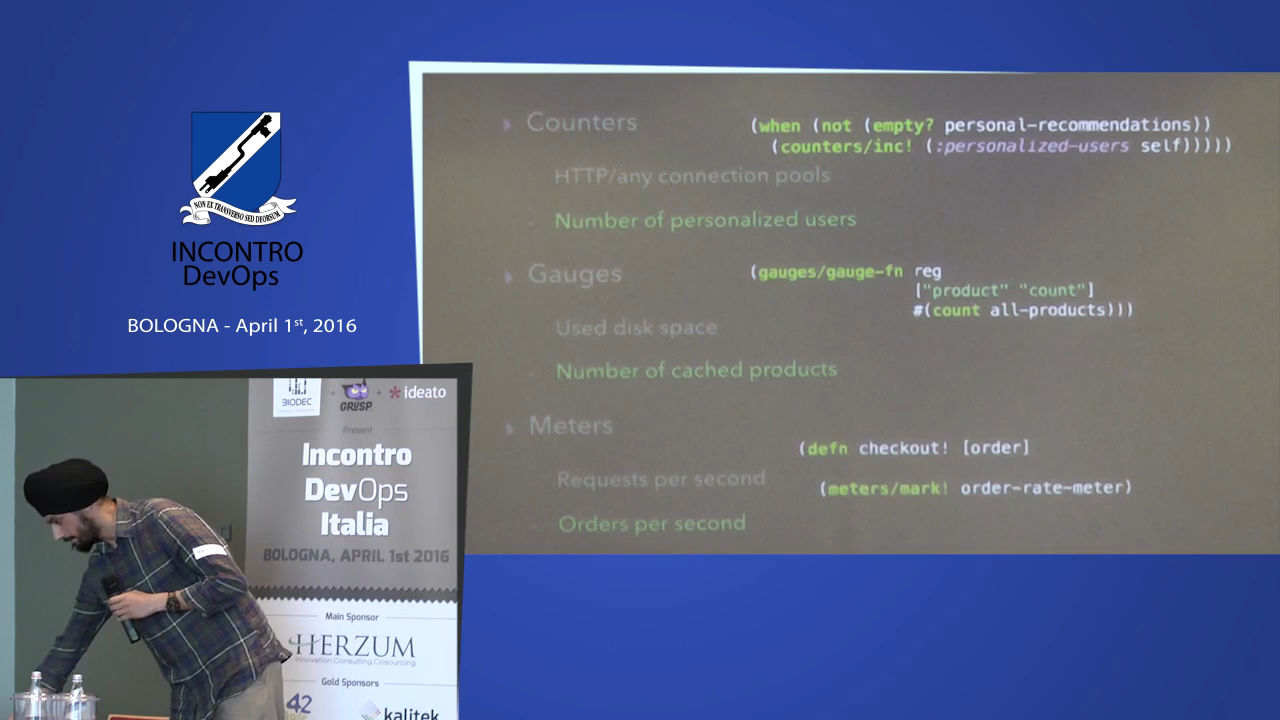 NON EX TRANSVERSO SED DEORSUM
INCONTRO
DevOps
BOLOGNA - April 1st, 2016
▸ Counters
(when (not (empty? personal-recommendations))
(counters/inc! (:personalized-users self)))))
HTTP/any connection pools
- Number of personalized users
▸ Gauges
(gauges/gauge-fn reg
["product" "count"]
#(count all-products)))
Used disk space
- Number of cached products
▸ Meters
(defn checkout! [order]
Requests per second
(meters/mark! order-rate-meter)
- Orders per second
BIODEC + GRUSP + ideato
Present
Incontro
DevOps
Italia
BOLOGNA, APRIL 1st 2016
Main Sponsor
HERZUM
Innovation.Consulting.Cosourcing.
Gold Sponsors
42
kalitek